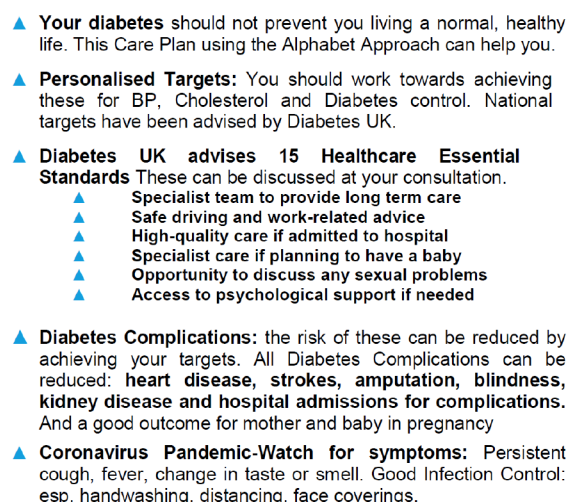 ▲ Your diabetes should not prevent you living a normal, healthy
life. This Care Plan using the Alphabet Approach can help you.
▲ Personalised Targets: You should work towards achieving
these for BP, Cholesterol and Diabetes control. National
targets have been advised by Diabetes UK.
▲ Diabetes UK advises 15 Healthcare Essential
Standards These can be discussed at your consultation.
▲ Specialist team to provide long term care
▲ Safe driving and work-related advice
▲ High-quality care if admitted to hospital
▲ Specialist care if planning to have a baby
▲ Opportunity to discuss any sexual problems
▲ Access to psychological support if needed
▲ Diabetes Complications: the risk of these can be reduced by
achieving your targets. All Diabetes Complications can be
reduced: heart disease, strokes, amputation, blindness,
kidney disease and hospital admissions for complications.
And a good outcome for mother and baby in pregnancy
▲ Coronavirus Pandemic-Watch for symptoms: Persistent
cough, fever, change in taste or smell. Good Infection Control:
esp. handwashing, distancing, face coverings.